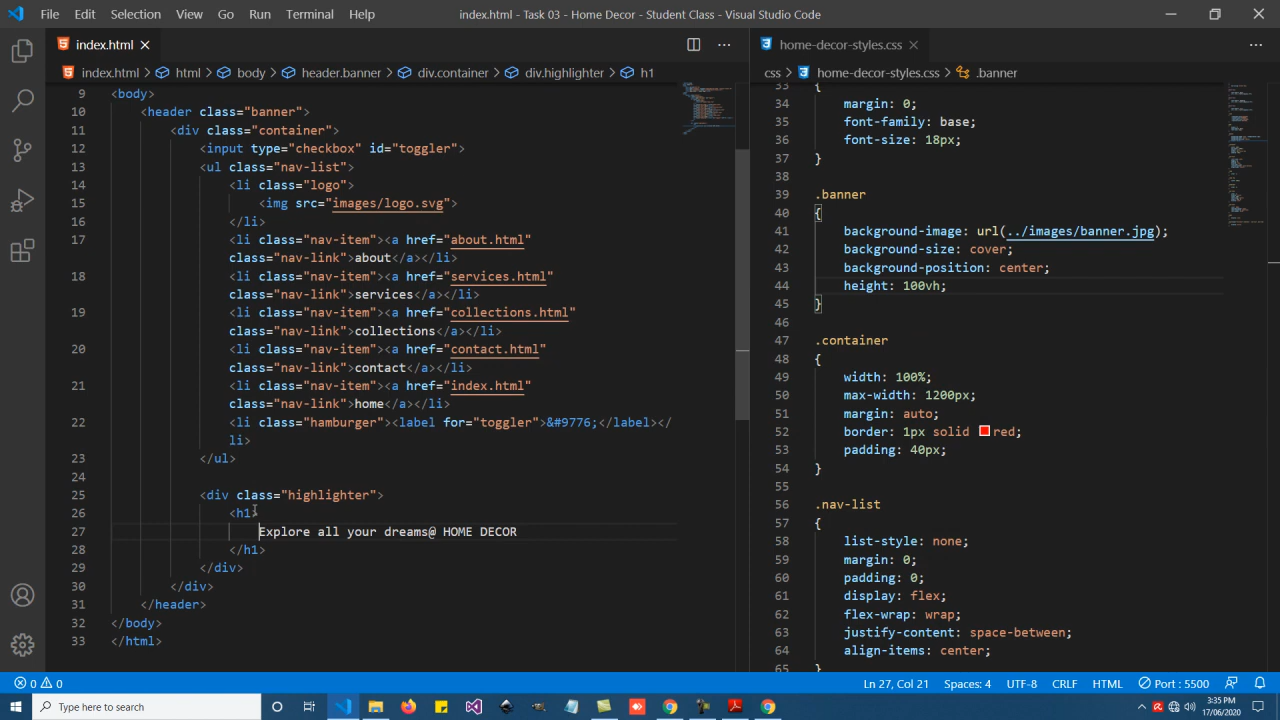 File Edit Selection View Go Run Terminal Help index.html - Task 03 - Home Decor - Student Class - Visual Studio Code
index.html
index.html html body header.banner div.container div.highlighter h1
9 <body>
10 <header class="banner">
11 <div class="container">
12 <input type="checkbox" id="toggler">
13 <ul class="nav-list">
14 <li class="logo">
15 <img src="images/logo.svg">
16 </li>
17 <li class="nav-item"><a href="about.html"
class="nav-link">about</a></li>
18 <li class="nav-item"><a href="services.html"
class="nav-link">services</a></li>
19 <li class="nav-item"><a href="collections.html"
class="nav-link">collections</a></li>
20 <li class="nav-item"><a href="contact.html"
class="nav-link">contact</a></li>
21 <li class="nav-item"><a href="index.html"
class="nav-link">home</a></li>
22 <li class="hamburger"><label for="toggler">&#9776;</label></
li>
23 </ul>
24
25 <div class="highlighter">
26 <h1>
27 Explore all your dreams@ HOME DECOR
28 </h1>
29 </div>
30 </div>
31 </header>
32 </body>
33 </html>
home-decor-styles.css
css home-decor-styles.css .banner
33 {
34 margin: 0;
35 font-family: base;
36 font-size: 18px;
37 }
38
39 .banner
40 {
41 background-image: url(../images/banner.jpg);
42 background-size: cover;
43 background-position: center;
44 height: 100vh;
45 }
46
47 .container
48 {
49 width: 100%;
50 max-width: 1200px;
51 margin: auto;
52 border: 1px solid red;
53 padding: 40px;
54 }
55
56 .nav-list
57 {
58 list-style: none;
59 margin: 0;
60 padding: 0;
61 display: flex;
62 flex-wrap: wrap;
63 justify-content: space-between;
64 align-items: center;
65 }
0 0 Ln 27, Col 21 Spaces: 4 UTF-8 CRLF HTML Port : 5500
Type here to search
3:35 PM
17/06/2020